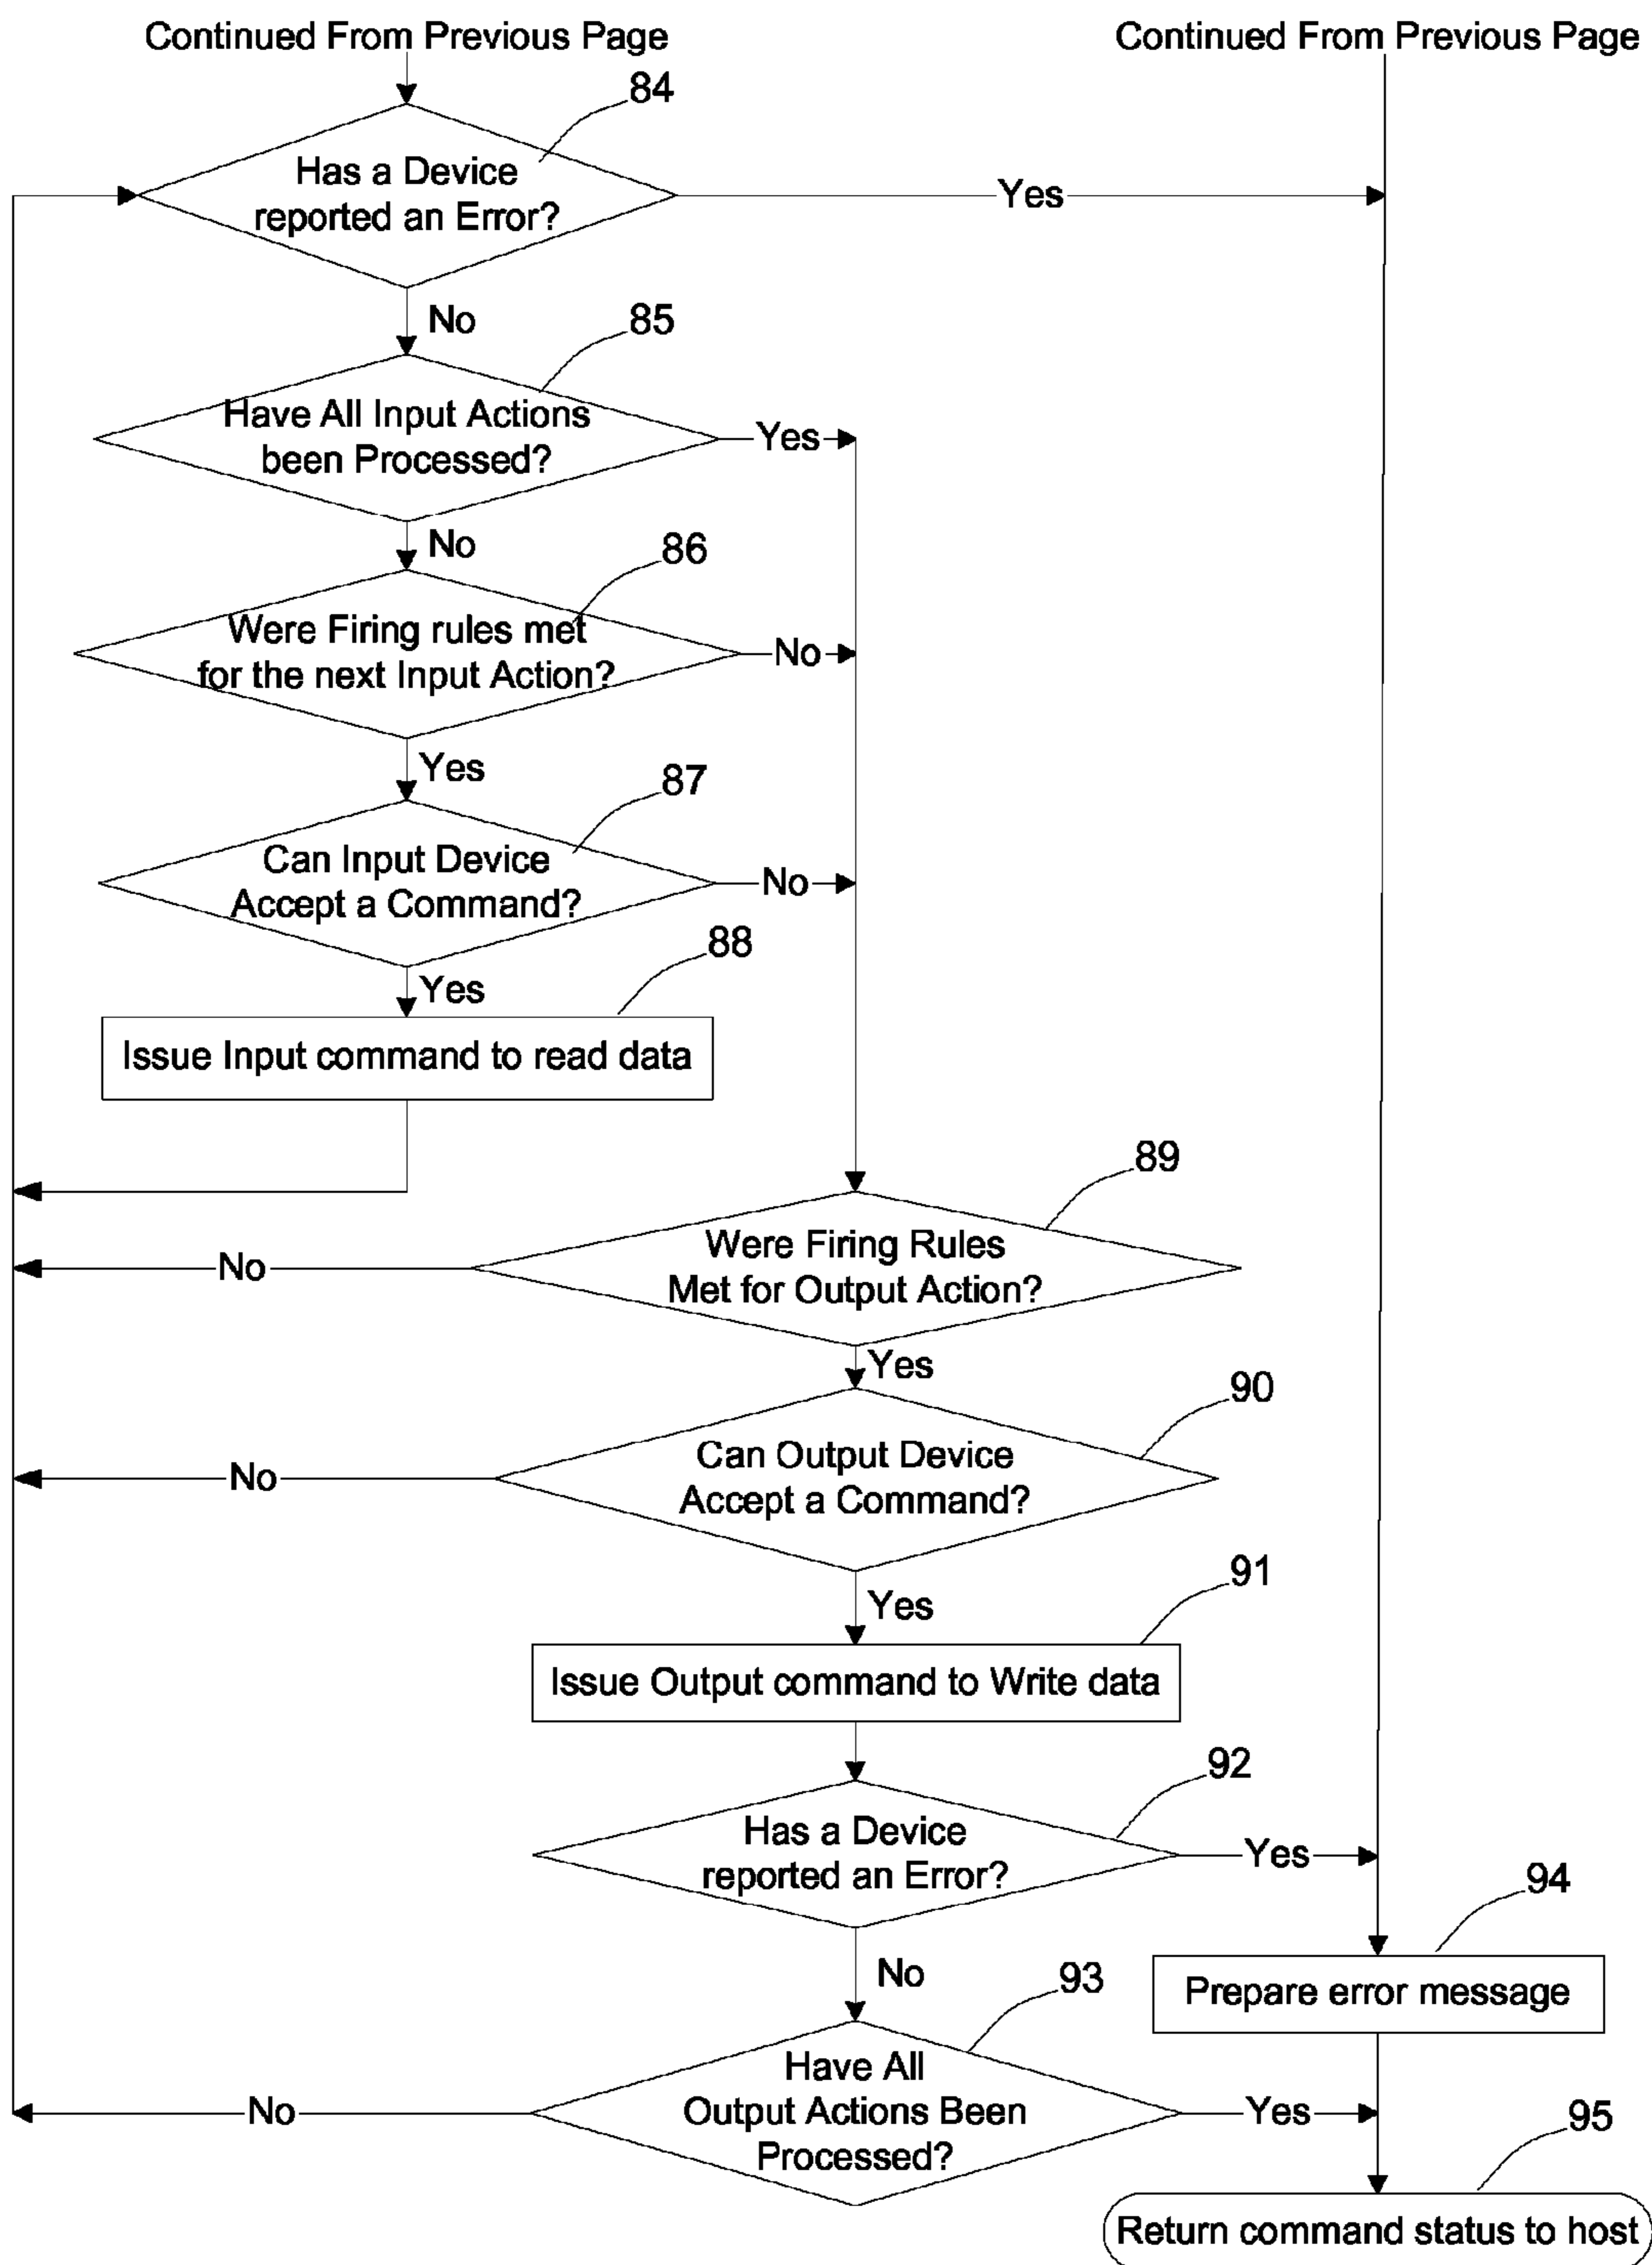 Continued From Previous Page
Continued From Previous Page
84
Has a Device
reported an Error?
Yes
No
85
Have All Input Actions
been Processed?
Yes
No
86
Were Firing rules met
for the next Input Action?
No
Yes
87
Can Input Device
Accept a Command?
No
Yes
88
Issue Input command to read data
89
Were Firing Rules
Met for Output Action?
No
Yes
90
Can Output Device
Accept a Command?
No
Yes
91
Issue Output command to Write data
92
Has a Device
reported an Error?
Yes
No
94
Prepare error message
93
Have All
Output Actions Been
Processed?
No
Yes
95
Return command status to host